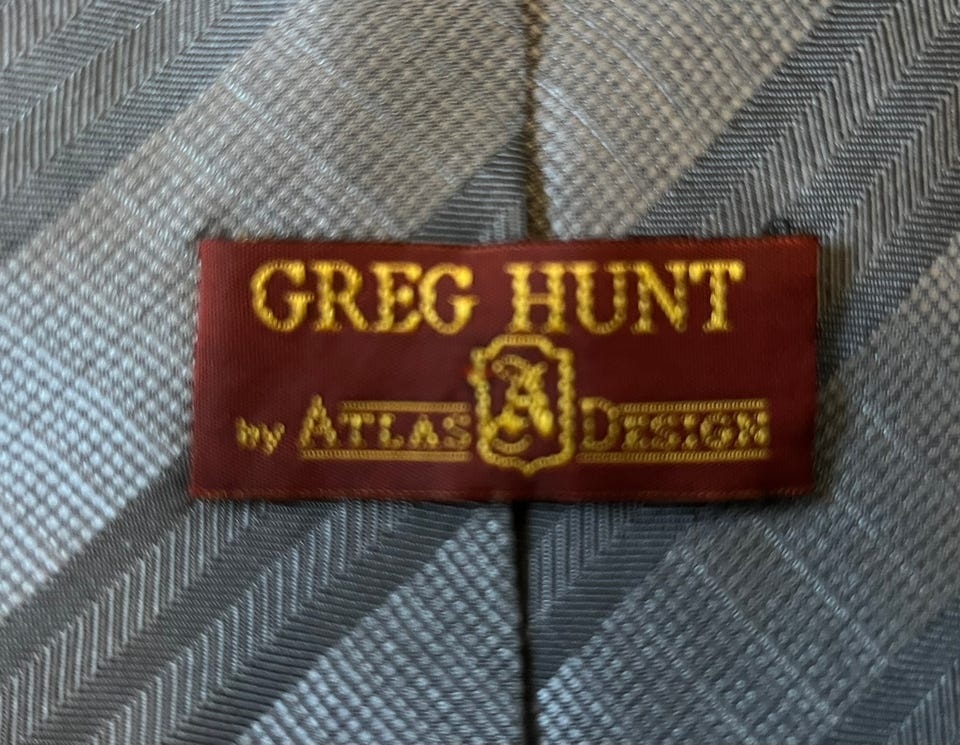 GREG HUNT
by ATLAS A DESIGN